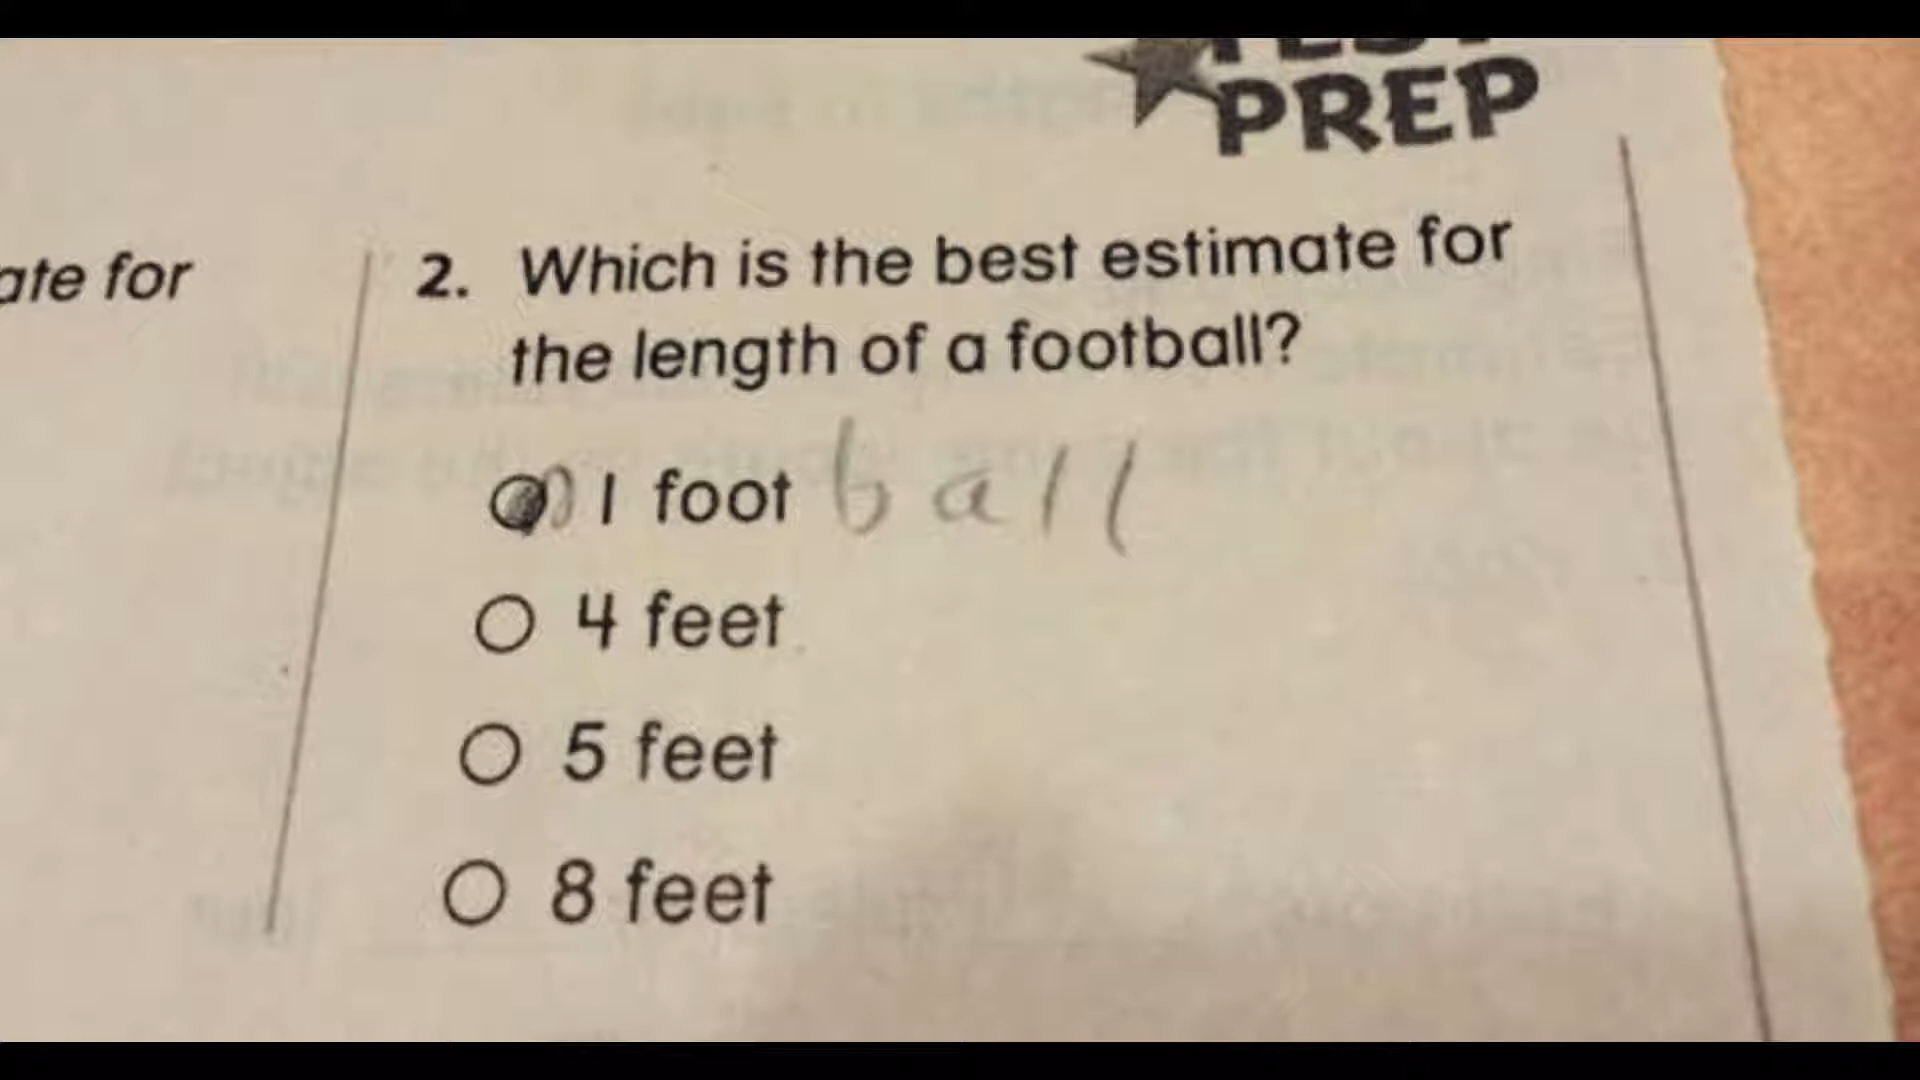 TEST
PREP
ate for
2. Which is the best estimate for
the length of a football?
1 foot ball
4 feet
5 feet
8 feet